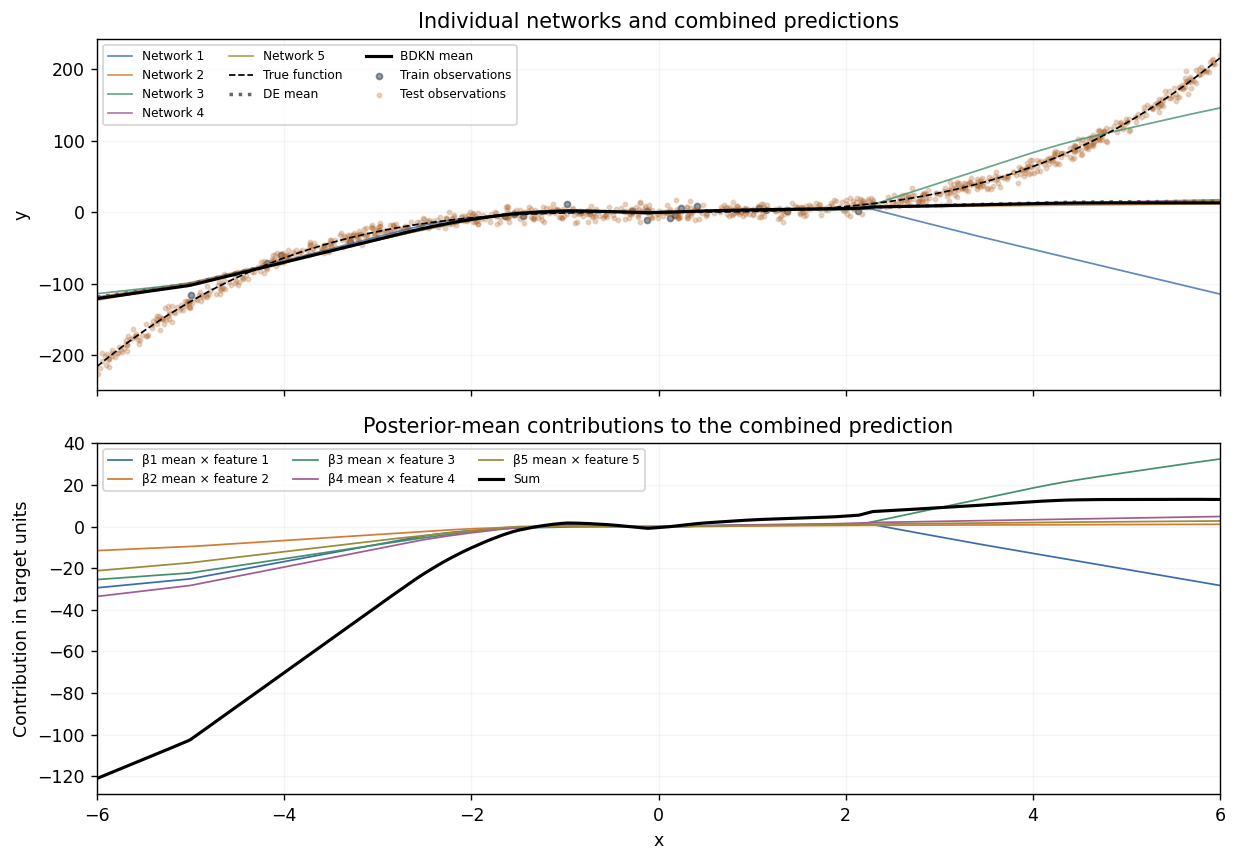 Individual networks and combined predictions
Network 1
Network 2
Network 3
Network 4
Network 5
True function
DE mean
BDKN mean
Train observations
Test observations
200
100
0
−100
−200
y
Posterior-mean contributions to the combined prediction
β1 mean × feature 1
β2 mean × feature 2
β3 mean × feature 3
β4 mean × feature 4
β5 mean × feature 5
Sum
40
20
0
−20
−40
−60
−80
−100
−120
Contribution in target units
−6 −4 −2 0 2 4 6
x